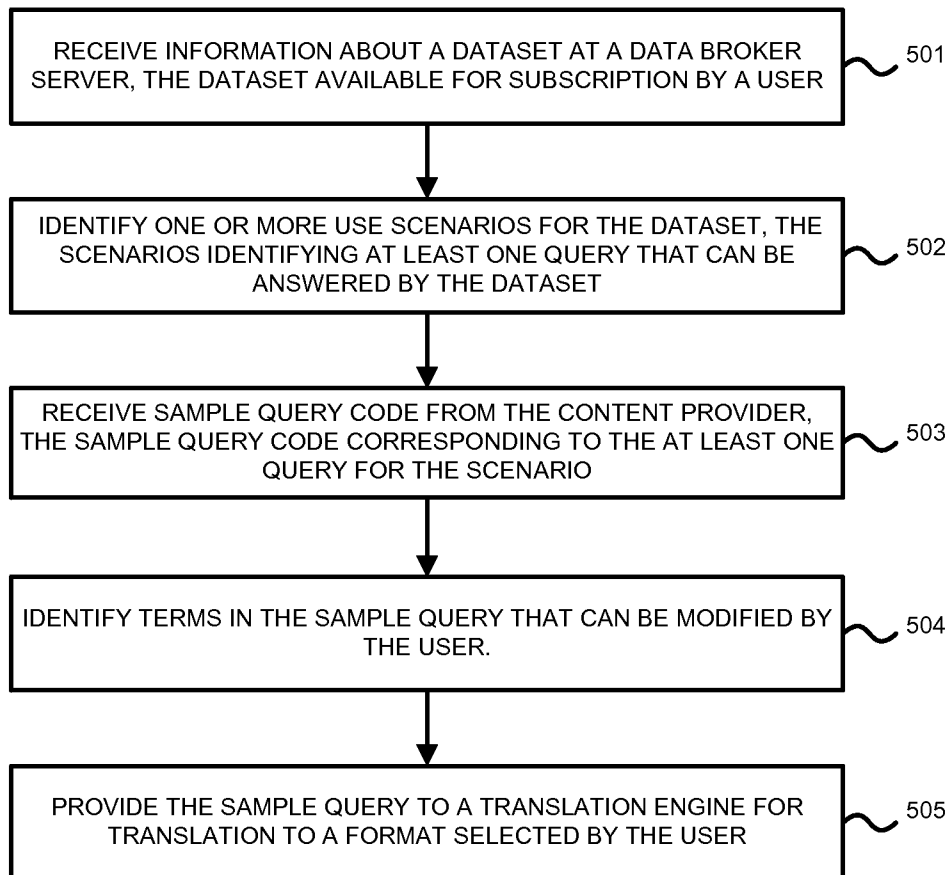 RECEIVE INFORMATION ABOUT A DATASET AT A DATA BROKER
SERVER, THE DATASET AVAILABLE FOR SUBSCRIPTION BY A USER
501
IDENTIFY ONE OR MORE USE SCENARIOS FOR THE DATASET, THE
SCENARIOS IDENTIFYING AT LEAST ONE QUERY THAT CAN BE
ANSWERED BY THE DATASET
502
RECEIVE SAMPLE QUERY CODE FROM THE CONTENT PROVIDER,
THE SAMPLE QUERY CODE CORRESPONDING TO THE AT LEAST ONE
QUERY FOR THE SCENARIO
503
IDENTIFY TERMS IN THE SAMPLE QUERY THAT CAN BE MODIFIED BY
THE USER.
504
PROVIDE THE SAMPLE QUERY TO A TRANSLATION ENGINE FOR
TRANSLATION TO A FORMAT SELECTED BY THE USER
505